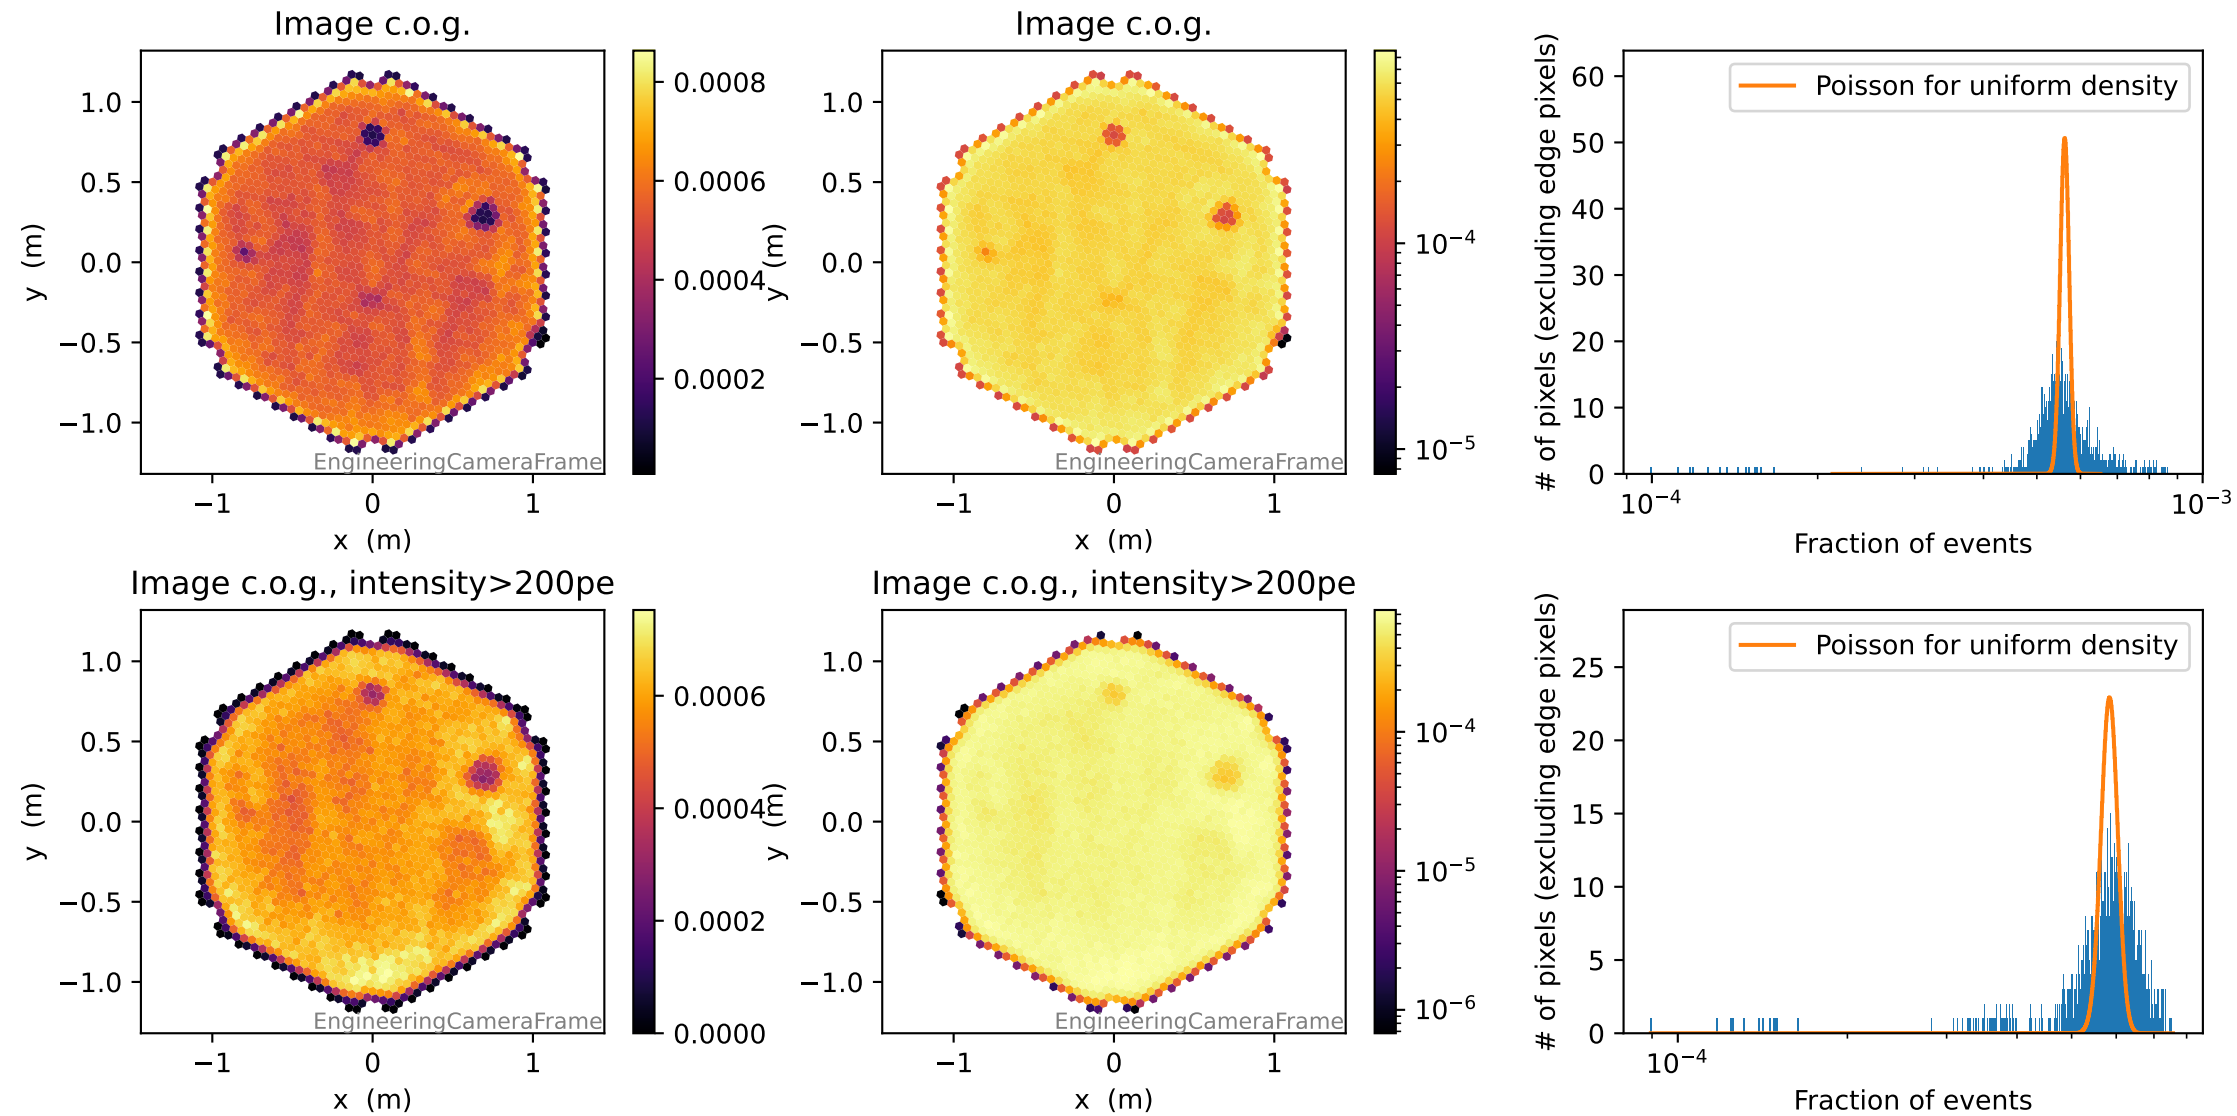 Image c.o.g.
1.0
0.5
0.0
−0.5
−1.0
y (m)
−1
0
1
x (m)
EngineeringCameraFrame
0.0008
0.0006
0.0004
0.0002
Image c.o.g.
1.0
0.5
0.0
−0.5
−1.0
y (m)
−1
0
1
x (m)
EngineeringCameraFrame
10⁻⁴
10⁻⁵
# of pixels (excluding edge pixels)
60
50
40
30
20
10
0
Poisson for uniform density
10⁻⁴
10⁻³
Fraction of events
Image c.o.g., intensity>200pe
1.0
0.5
0.0
−0.5
−1.0
y (m)
−1
0
1
x (m)
EngineeringCameraFrame
0.0006
0.0004
0.0002
0.0000
Image c.o.g., intensity>200pe
1.0
0.5
0.0
−0.5
−1.0
y (m)
−1
0
1
x (m)
EngineeringCameraFrame
10⁻⁴
10⁻⁵
10⁻⁶
# of pixels (excluding edge pixels)
25
20
15
10
5
0
Poisson for uniform density
10⁻⁴
Fraction of events